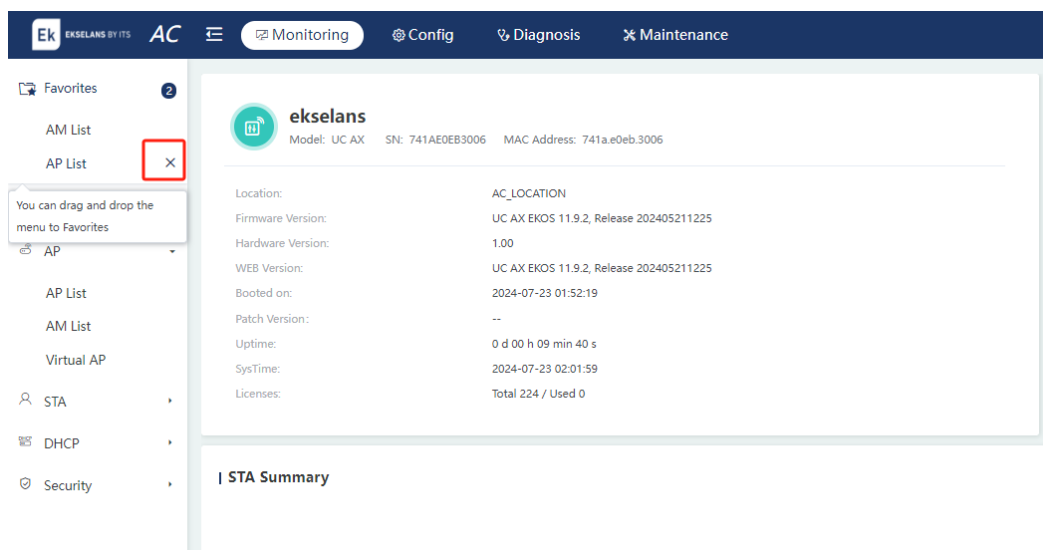 Ek EKSELANS BY ITS AC Monitoring Config Diagnosis Maintenance
Favorites 2
AM List
AP List
You can drag and drop the
menu to Favorites
AP
AP List
AM List
Virtual AP
STA
DHCP
Security
ekselans
Model: UC AX SN: 741AE0EB3006 MAC Address: 741a.e0eb.3006
Location: AC_LOCATION
Firmware Version: UC AX EKOS 11.9.2, Release 202405211225
Hardware Version: 1.00
WEB Version: UC AX EKOS 11.9.2, Release 202405211225
Booted on: 2024-07-23 01:52:19
Patch Version: --
Uptime: 0 d 00 h 09 min 40 s
SysTime: 2024-07-23 02:01:59
Licenses: Total 224 / Used 0
STA Summary